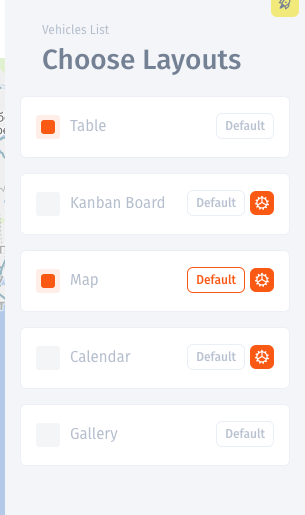 Vehicles List
Choose Layouts
Table Default
Kanban Board Default
Map Default
Calendar Default
Gallery Default